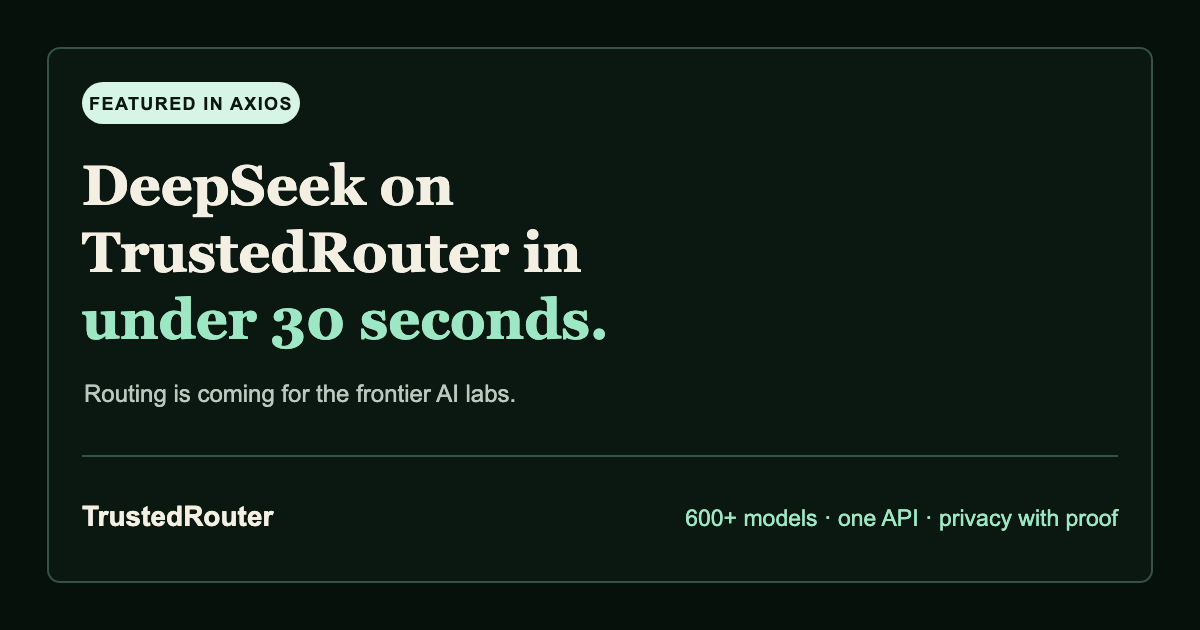 FEATURED IN AXIOS
DeepSeek on
TrustedRouter in
under 30 seconds.
Routing is coming for the frontier AI labs.
TrustedRouter
600+ models · one API · privacy with proof